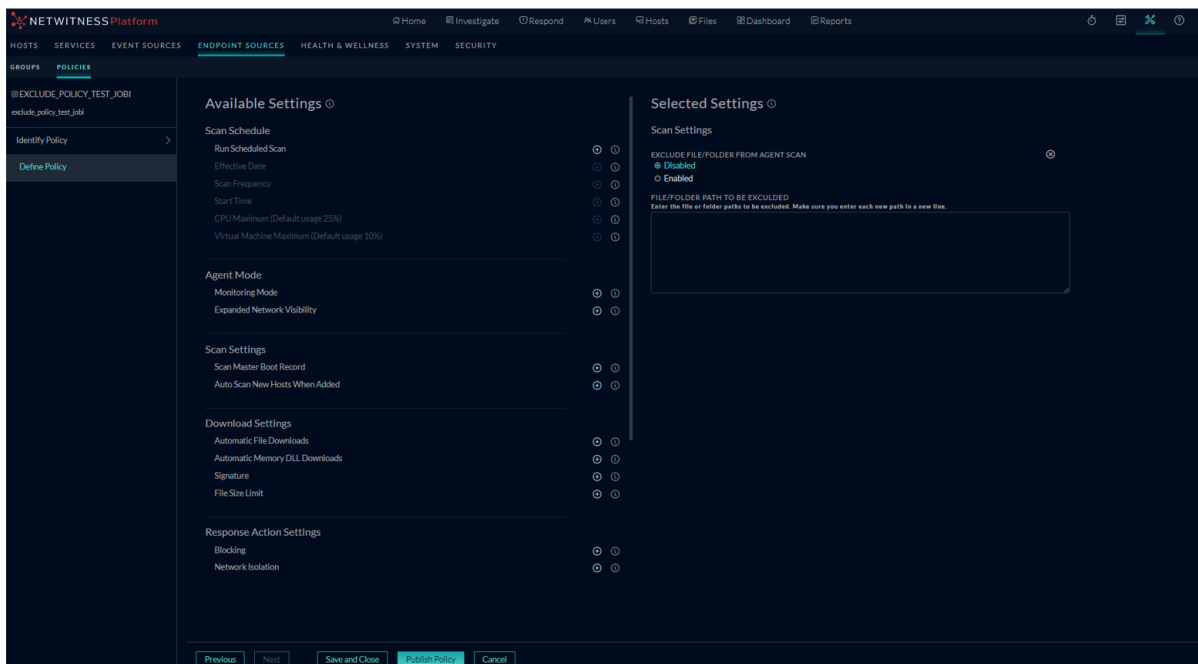 NETWITNESS Platform
Home Investigate Respond Users Hosts Files Dashboard Reports
HOSTS SERVICES EVENT SOURCES ENDPOINT SOURCES HEALTH & WELLNESS SYSTEM SECURITY
GROUPS POLICIES
EXCLUDE_POLICY_TEST_JOBI
exclude_policy_test_jobi
Identify Policy
Define Policy
Available Settings
Scan Schedule
Run Scheduled Scan
Effective Date
Scan Frequency
Start Time
CPU Maximum (Default usage 25%)
Virtual Machine Maximum (Default usage 10%)
Agent Mode
Monitoring Mode
Expanded Network Visibility
Scan Settings
Scan Master Boot Record
Auto Scan New Hosts When Added
Download Settings
Automatic File Downloads
Automatic Memory DLL Downloads
Signature
File Size Limit
Response Action Settings
Blocking
Network Isolation
Selected Settings
Scan Settings
EXCLUDE FILE/FOLDER FROM AGENT SCAN
Disabled
Enabled
FILE/FOLDER PATH TO BE EXCULDED
Enter the file or folder paths to be excluded. Make sure you enter each new path in a new line.
Previous Next Save and Close Publish Policy Cancel